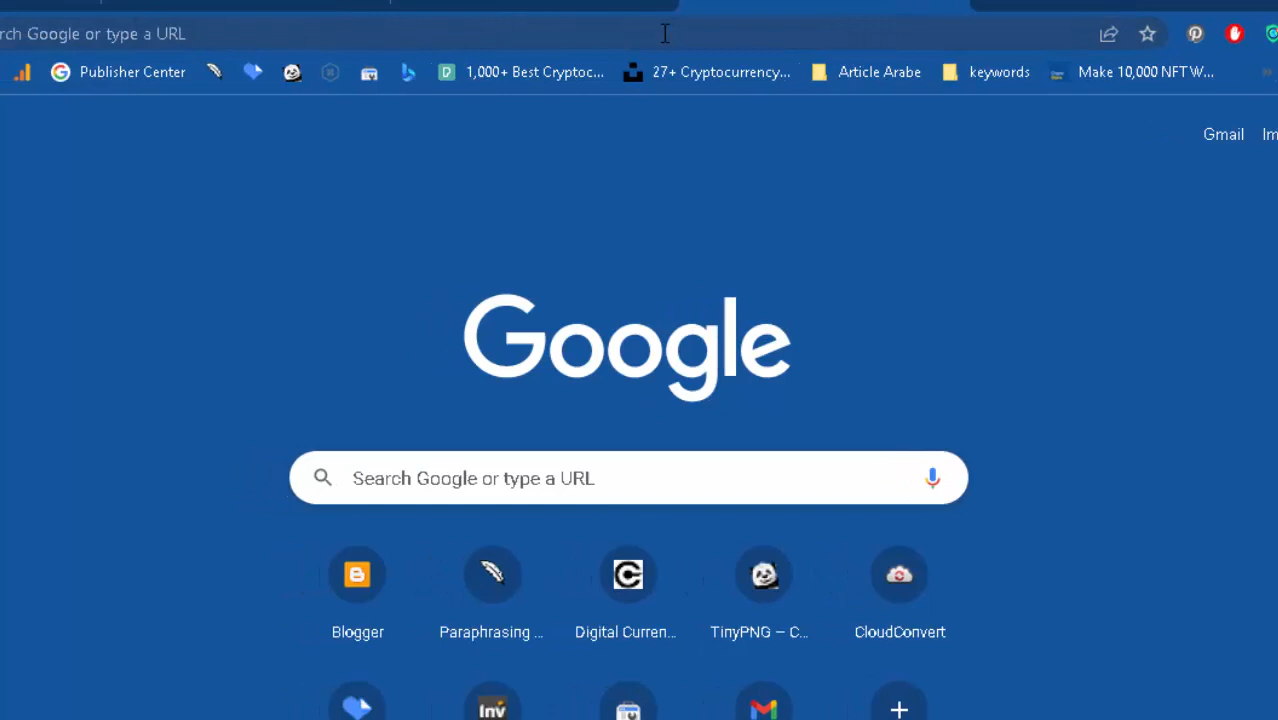 rch Google or type a URL
Publisher Center 1,000+ Best Cryptoc... 27+ Cryptocurrency... Article Arabe keywords Make 10,000 NFT W...
Gmail Im
Google
Search Google or type a URL
Blogger Paraphrasing ... Digital Curren... TinyPNG – C... CloudConvert
Inv